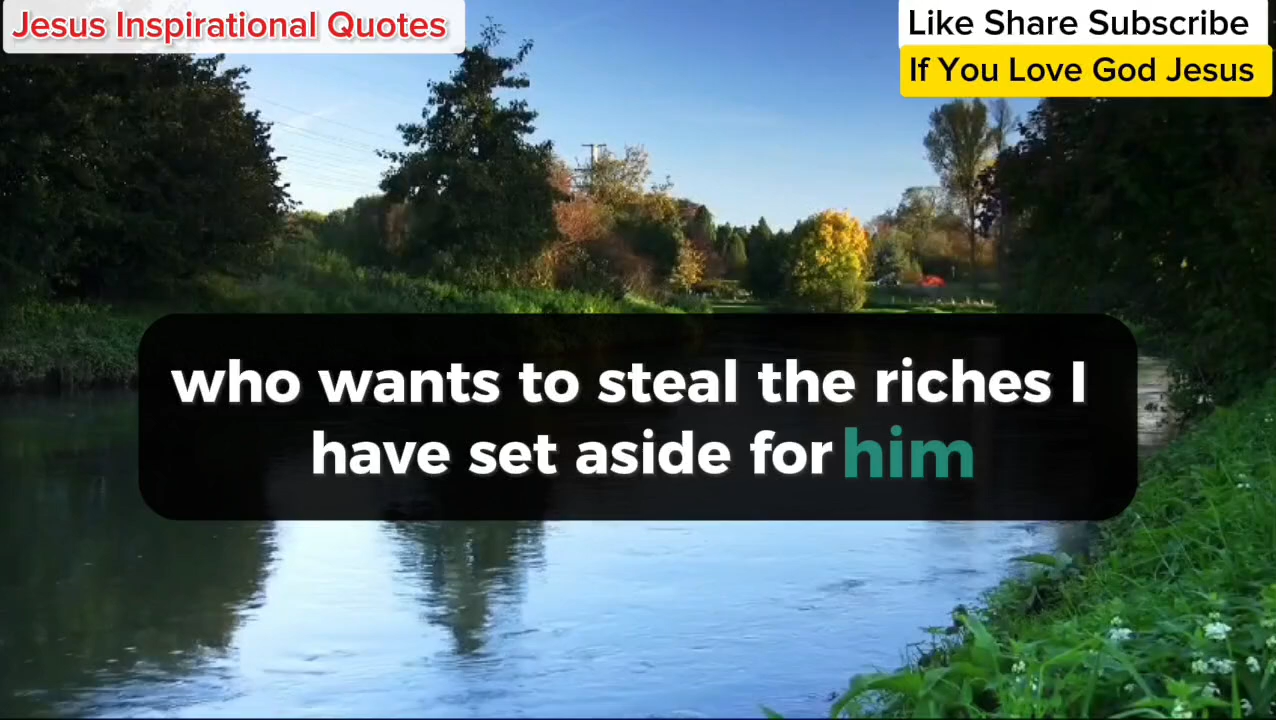 Jesus Inspirational Quotes
Like Share Subscribe
If You Love God Jesus
who wants to steal the riches I
have set aside for him